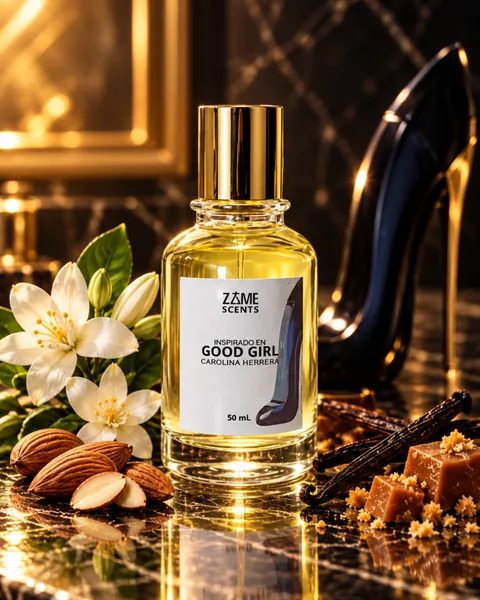 ZAME
SCENTS
INSPIRADO EN
GOOD GIRL
CAROLINA HERRERA
50 mL